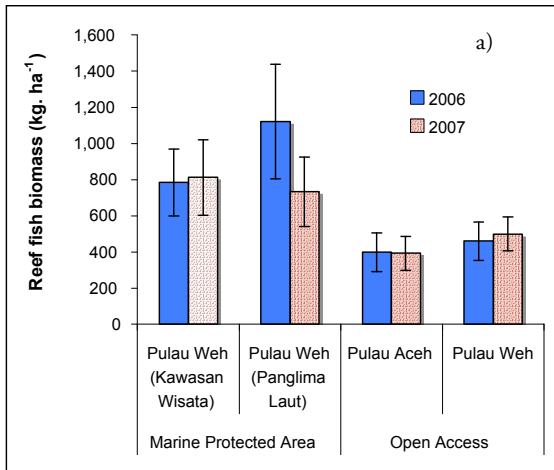 a)
Reef fish biomass (kg. ha-1)
1,600
1,400
1,200
1,000
800
600
400
200
0
2006
2007
Pulau Weh
(Kawasan
Wisata)
Pulau Weh
(Panglima
Laut)
Pulau Aceh
Pulau Weh
Marine Protected Area
Open Access